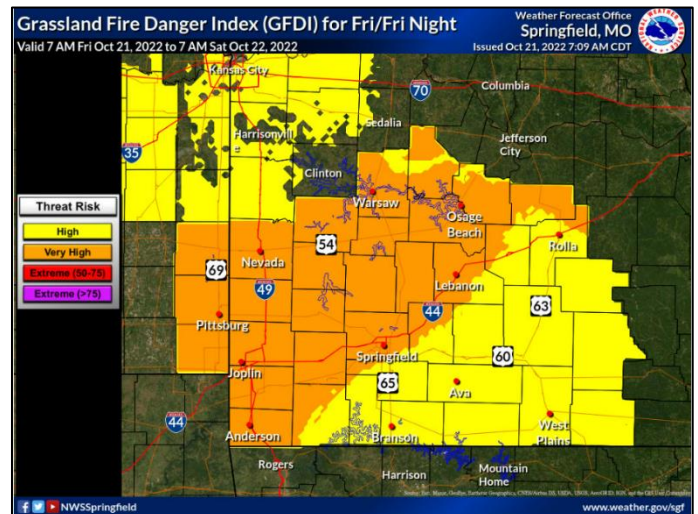 Grassland Fire Danger Index (GFDI) for Fri/Fri Night
Valid 7 AM Fri Oct 21, 2022 to 7 AM Sat Oct 22, 2022
Weather Forecast Office
Springfield, MO
Issued Oct 21, 2022 7:09 AM CDT
Kansas City
70
Columbia
Harrisonvill
e
Sedalia
35
Jefferson
City
Clinton
Warsaw
Threat Risk
High
Very High
Extreme (50-75)
Extreme (>75)
Osage
Beach
54
Rolla
Nevada
69
49
Lebanon
63
44
Pittsburg
Springfield
60
Joplin
65
Ava
44
Anderson
Branson
West
Plains
Rogers
Harrison
Mountain
Home
NWSSpringfield
www.weather.gov/sgf